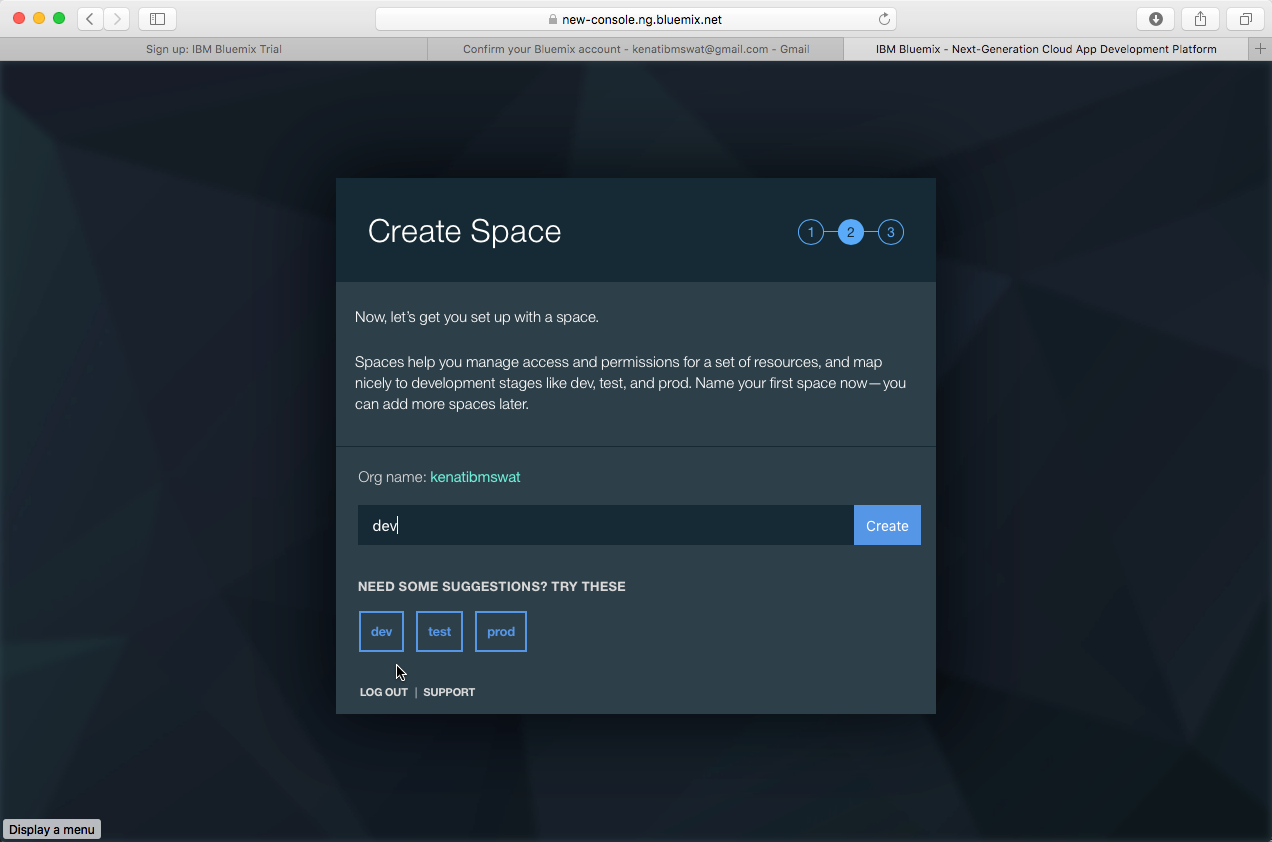 new-console.ng.bluemix.net
Sign up: IBM Bluemix Trial
Confirm your Bluemix account - kenatibmswat@gmail.com - Gmail
IBM Bluemix - Next-Generation Cloud App Development Platform
Create Space
1 2 3
Now, let's get you set up with a space.
Spaces help you manage access and permissions for a set of resources, and map
nicely to development stages like dev, test, and prod. Name your first space now—you
can add more spaces later.
Org name: kenatibmswat
dev
Create
NEED SOME SUGGESTIONS? TRY THESE
dev test prod
LOG OUT | SUPPORT
Display a menu